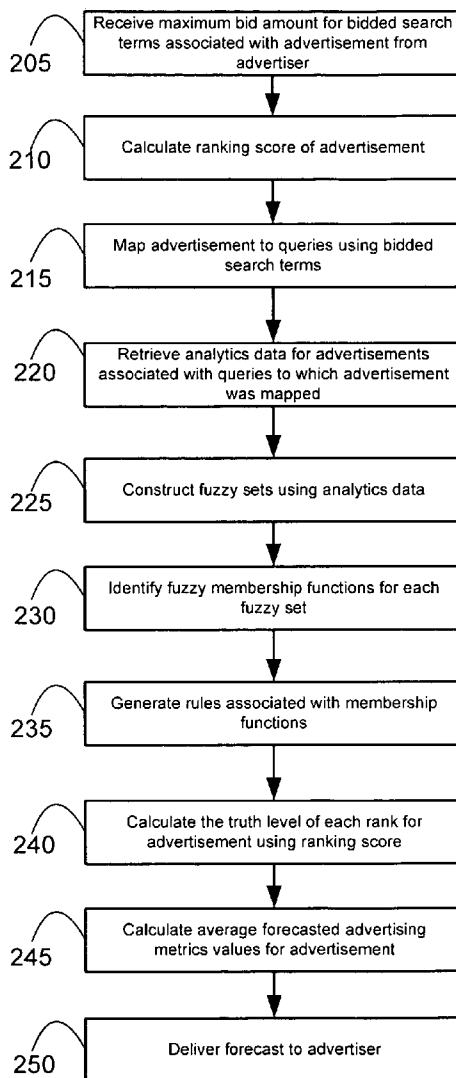 Receive maximum bid amount for bidded search
terms associated with advertisement from
advertiser
205
Calculate ranking score of advertisement
210
Map advertisement to queries using bidded
search terms
215
Retrieve analytics data for advertisements
associated with queries to which advertisement
was mapped
220
Construct fuzzy sets using analytics data
225
Identify fuzzy membership functions for each
fuzzy set
230
Generate rules associated with membership
functions
235
Calculate the truth level of each rank for
advertisement using ranking score
240
Calculate average forecasted advertising
metrics values for advertisement
245
Deliver forecast to advertiser
250